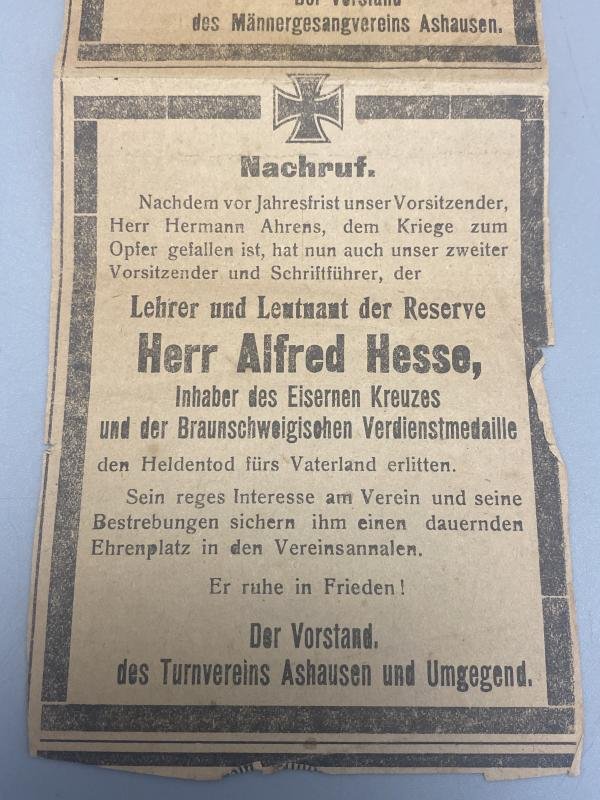 Der Vorstand
des Männergesangvereins Ashausen.
Nachruf.
Nachdem vor Jahresfrist unser Vorsitzender,
Herr Hermann Ahrens, dem Kriege zum
Opfer gefallen ist, hat nun auch unser zweiter
Vorsitzender und Schriftführer, der
Lehrer und Leutnant der Reserve
Herr Alfred Hesse,
Inhaber des Eisernen Kreuzes
und der Braunschweigischen Verdienstmedaille
den Heldentod fürs Vaterland erlitten.
Sein reges Interesse am Verein und seine
Bestrebungen sichern ihm einen dauernden
Ehrenplatz in den Vereinsannalen.
Er ruhe in Frieden!
Der Vorstand.
des Turnvereins Ashausen und Umgegend.